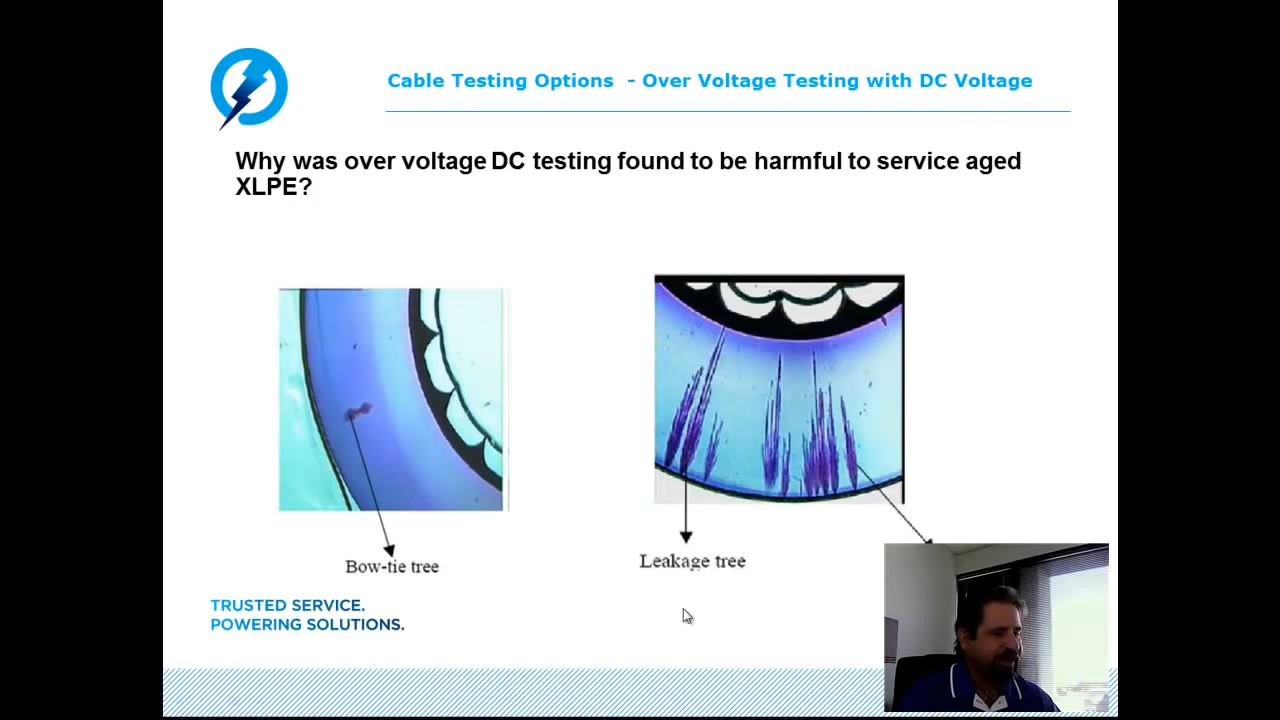 Cable Testing Options - Over Voltage Testing with DC Voltage
Why was over voltage DC testing found to be harmful to service aged
XLPE?
Bow-tie tree
Leakage tree
TRUSTED SERVICE.
POWERING SOLUTIONS.